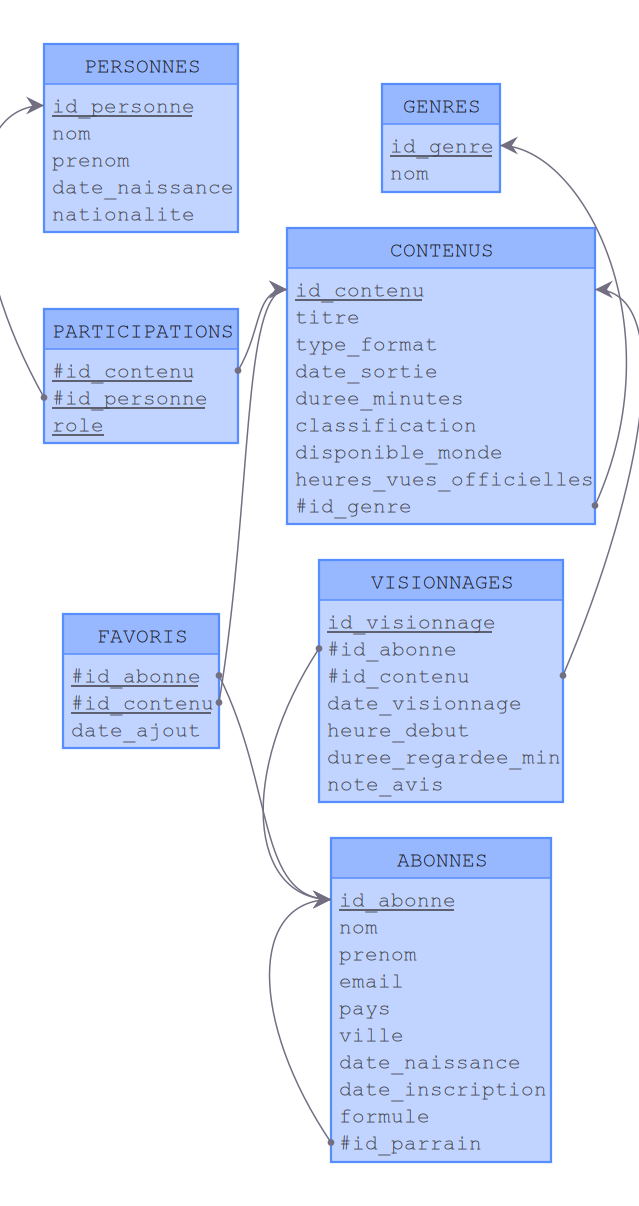 PERSONNES
id_personne
nom
prenom
date_naissance
nationalite
GENRES
id_genre
nom
CONTENUS
id_contenu
titre
type_format
date_sortie
duree_minutes
classification
disponible_monde
heures_vues_officielles
#id_genre
PARTICIPATIONS
#id_contenu
#id_personne
role
VISIONNAGES
id_visionnage
#id_abonne
#id_contenu
date_visionnage
heure_debut
duree_regardee_min
note_avis
FAVORIS
#id_abonne
#id_contenu
date_ajout
ABONNES
id_abonne
nom
prenom
email
pays
ville
date_naissance
date_inscription
formule
#id_parrain